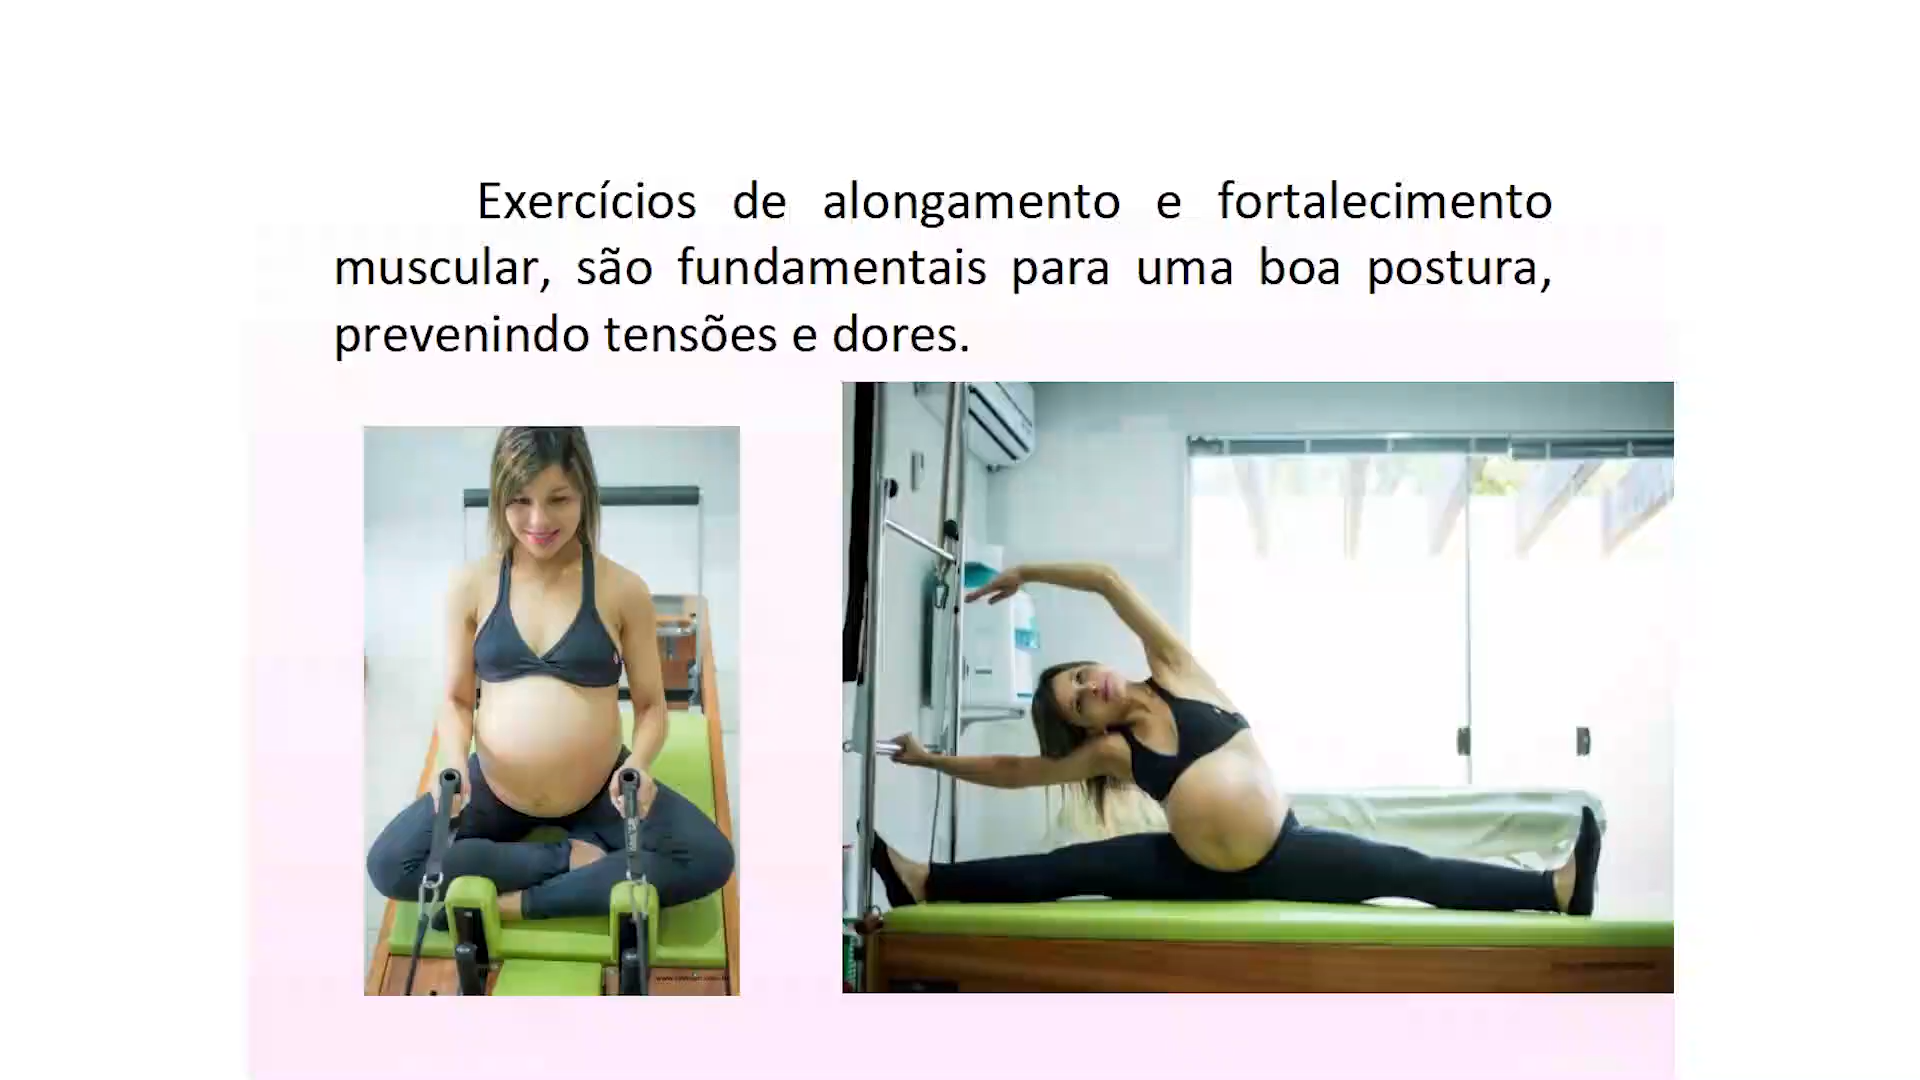 Exercícios de alongamento e fortalecimento
muscular, são fundamentais para uma boa postura,
prevenindo tensões e dores.